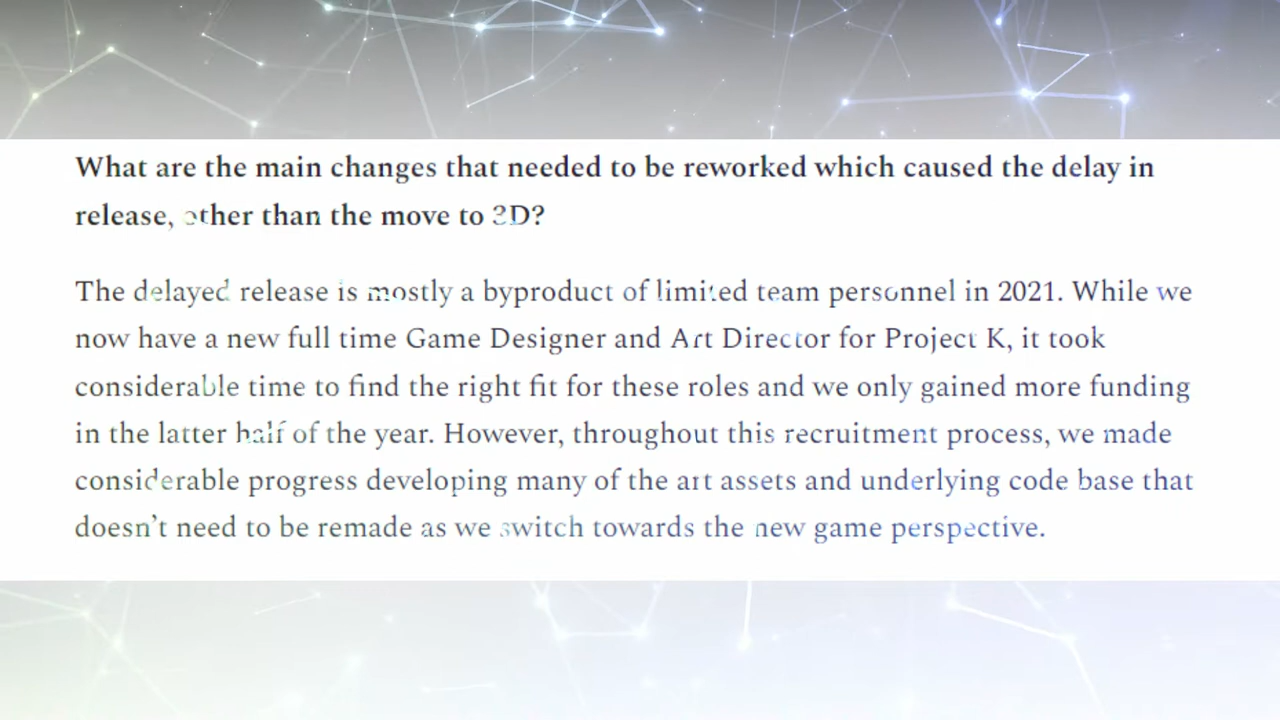 What are the main changes that needed to be reworked which caused the delay in
release, other than the move to 3D?
The delayed release is mostly a byproduct of limited team personnel in 2021. While we
now have a new full time Game Designer and Art Director for Project K, it took
considerable time to find the right fit for these roles and we only gained more funding
in the latter half of the year. However, throughout this recruitment process, we made
considerable progress developing many of the art assets and underlying code base that
doesn’t need to be remade as we switch towards the new game perspective.